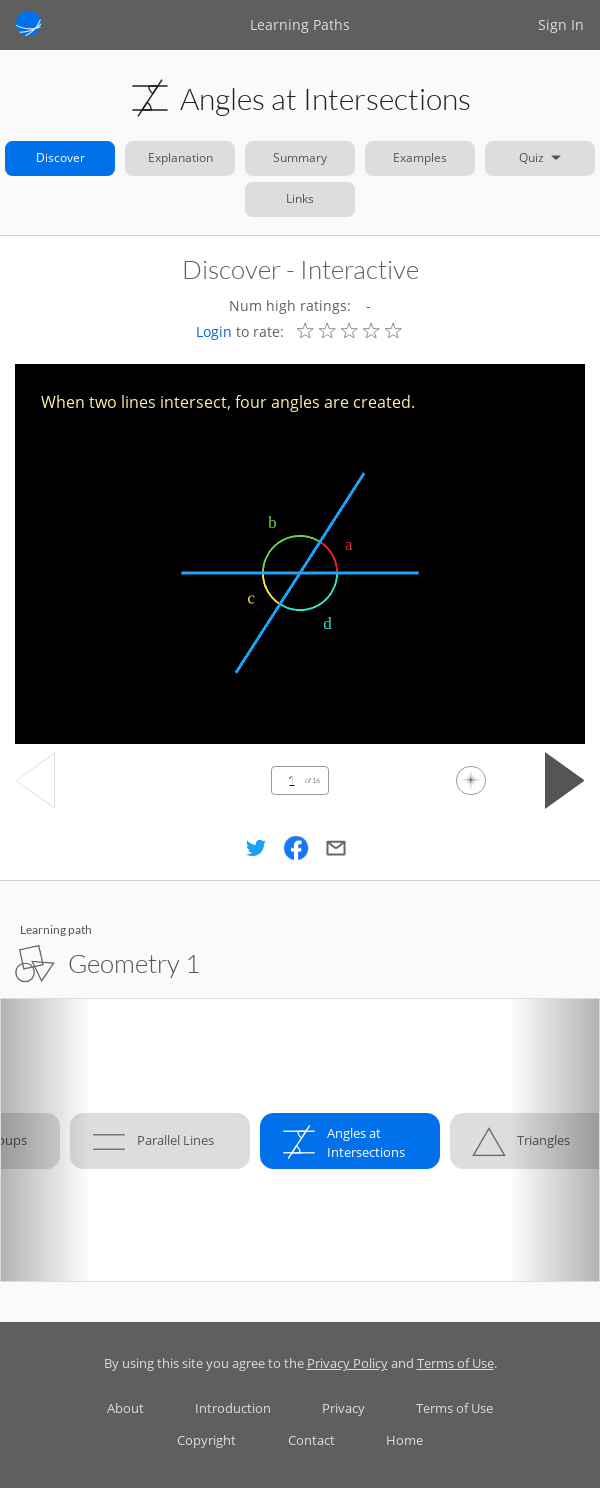 Learning Paths
Sign In
Angles at Intersections
Discover
Explanation
Summary
Examples
Quiz
Links
Discover - Interactive
Num high ratings: -
Login to rate:
When two lines intersect, four angles are created.
b
a
c
d
1 of 16
Learning path
Geometry 1
oups
Parallel Lines
Angles at
Intersections
Triangles
By using this site you agree to the Privacy Policy and Terms of Use.
About
Introduction
Privacy
Terms of Use
Copyright
Contact
Home